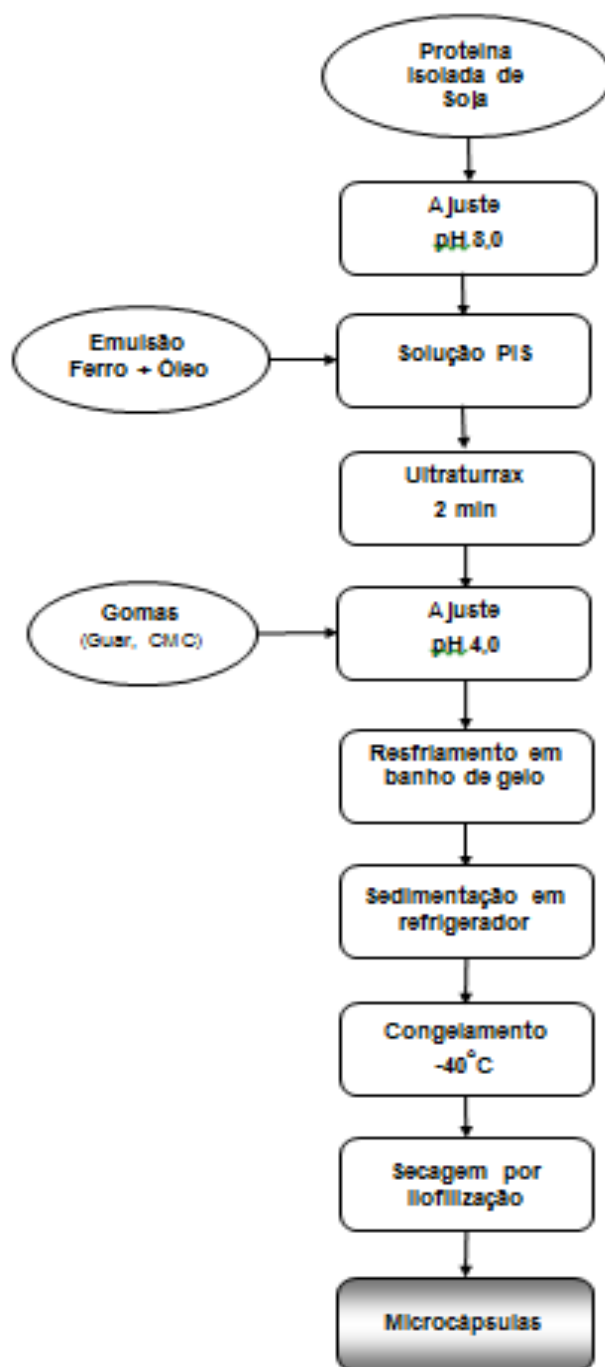 Proteína
Isolada de
Soja
Ajuste
pH 8,0
Emulsão
Ferro + Óleo
Solução PIS
Ultraturrax
2 min
Gomas
(Guar, CMC)
Ajuste
pH 4,0
Resfriamento em
banho de gelo
Sedimentação em
refrigerador
Congelamento
-40°C
Secagem por
liofilização
Microcápsulas